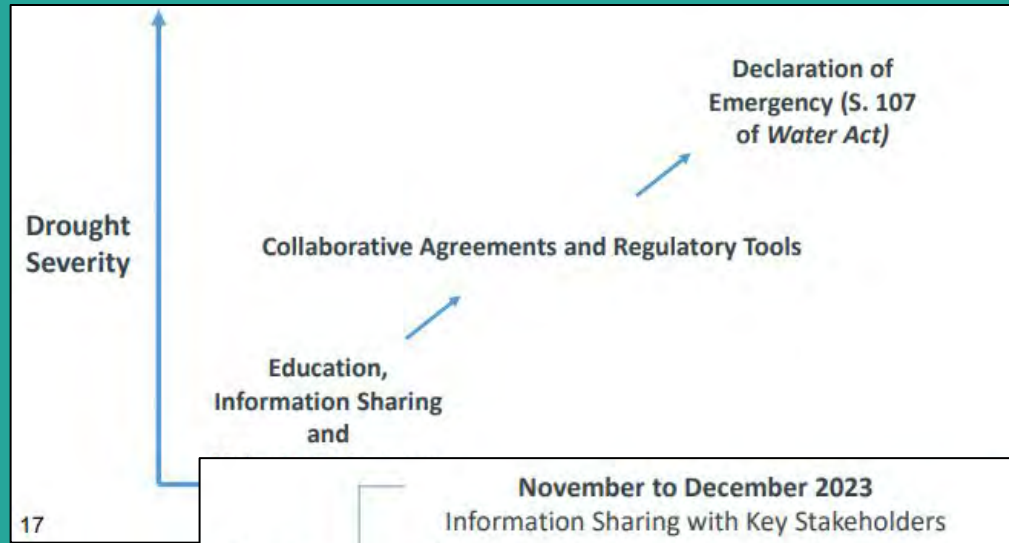 Declaration of
Emergency (S. 107
of Water Act)
Drought
Severity
Collaborative Agreements and Regulatory Tools
Education,
Information Sharing
and
November to December 2023
Information Sharing with Key Stakeholders
17